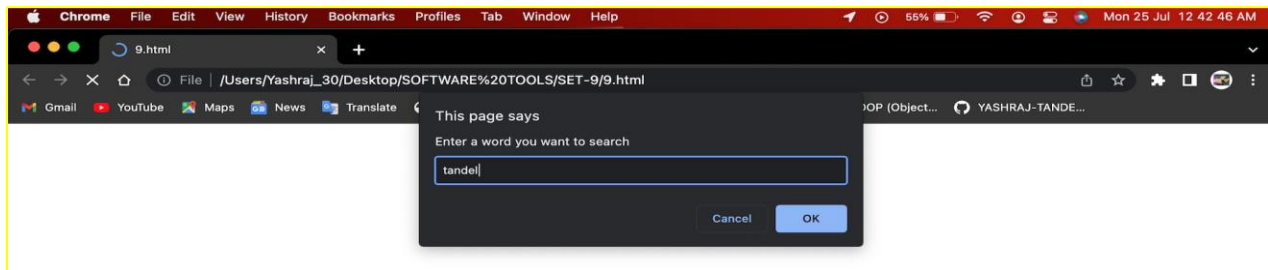 Chrome File Edit View History Bookmarks Profiles Tab Window Help 55% Mon 25 Jul 12 42 46 AM
9.html
File | /Users/Yashraj_30/Desktop/SOFTWARE%20TOOLS/SET-9/9.html
Gmail YouTube Maps News Translate OOP (Object... YASHRAJ-TANDE...
This page says
Enter a word you want to search
tandel
Cancel OK